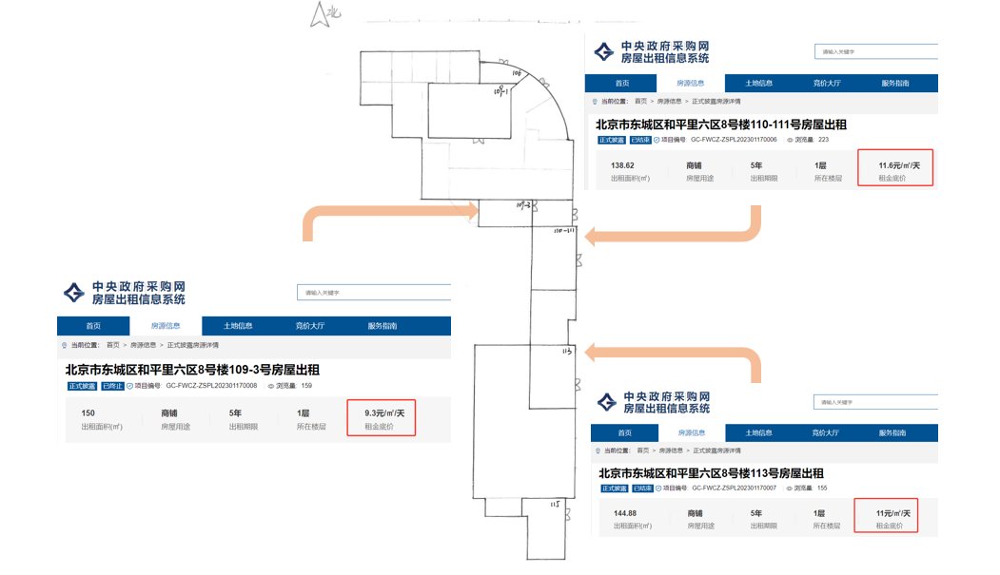 北
108
109-1
109-3
110-111
113
115
中央政府采购网
房屋出租信息系统
请输入关键字
首页 房源信息 土地信息 竞价大厅 服务指南
当前位置: 首页 > 房源信息 > 正式披露房源详情
北京市东城区和平里六区8号楼110-111号房屋出租
正式披露 已结束 项目编号: GC-FWCZ-ZSPL202301170006 浏览量: 223
138.62 商铺 5年 1层 11.6元/㎡/天
出租面积(㎡) 房屋用途 出租期限 所在楼层 租金底价
中央政府采购网
房屋出租信息系统
请输入关键字
首页 房源信息 土地信息 竞价大厅 服务指南
当前位置: 首页 > 房源信息 > 正式披露房源详情
北京市东城区和平里六区8号楼109-3号房屋出租
正式披露 已终止 项目编号: GC-FWCZ-ZSPL202301170008 浏览量: 159
150 商铺 5年 1层 9.3元/㎡/天
出租面积(㎡) 房屋用途 出租期限 所在楼层 租金底价
中央政府采购网
房屋出租信息系统
请输入关键字
首页 房源信息 土地信息 竞价大厅 服务指南
当前位置: 首页 > 房源信息 > 正式披露房源详情
北京市东城区和平里六区8号楼113号房屋出租
正式披露 已结束 项目编号: GC-FWCZ-ZSPL202301170007 浏览量: 155
144.88 商铺 5年 1层 11元/㎡/天
出租面积(㎡) 房屋用途 出租期限 所在楼层 租金底价